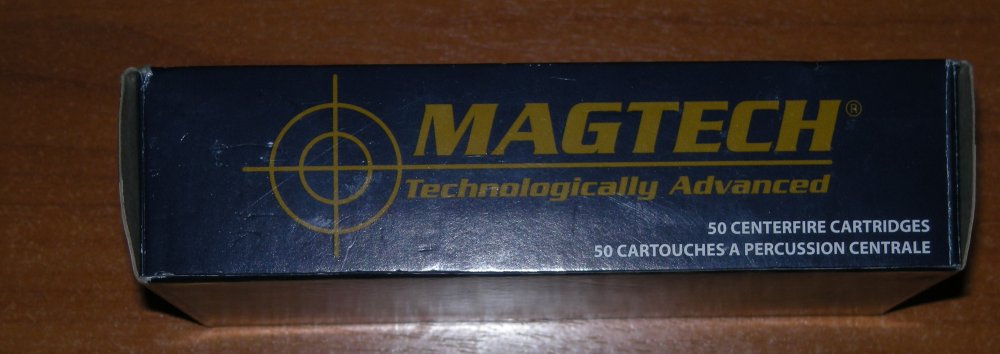 MAGTECH®
Technologically Advanced
50 CENTERFIRE CARTRIDGES
50 CARTOUCHES A PERCUSSION CENTRALE